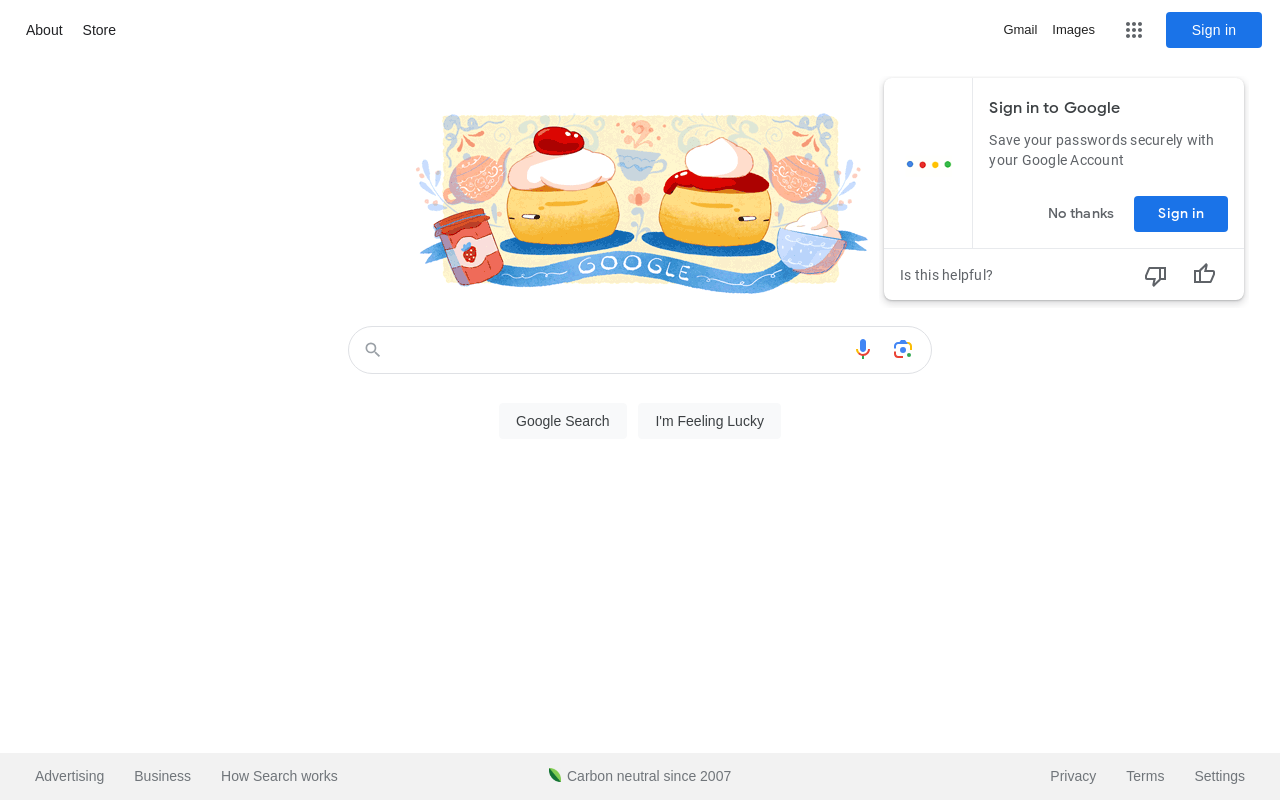 About
Store
Gmail
Images
Sign in
Sign in to Google
Save your passwords securely with
your Google Account
No thanks
Sign in
Is this helpful?
GOOGLE
Google Search
I'm Feeling Lucky
Advertising
Business
How Search works
Carbon neutral since 2007
Privacy
Terms
Settings